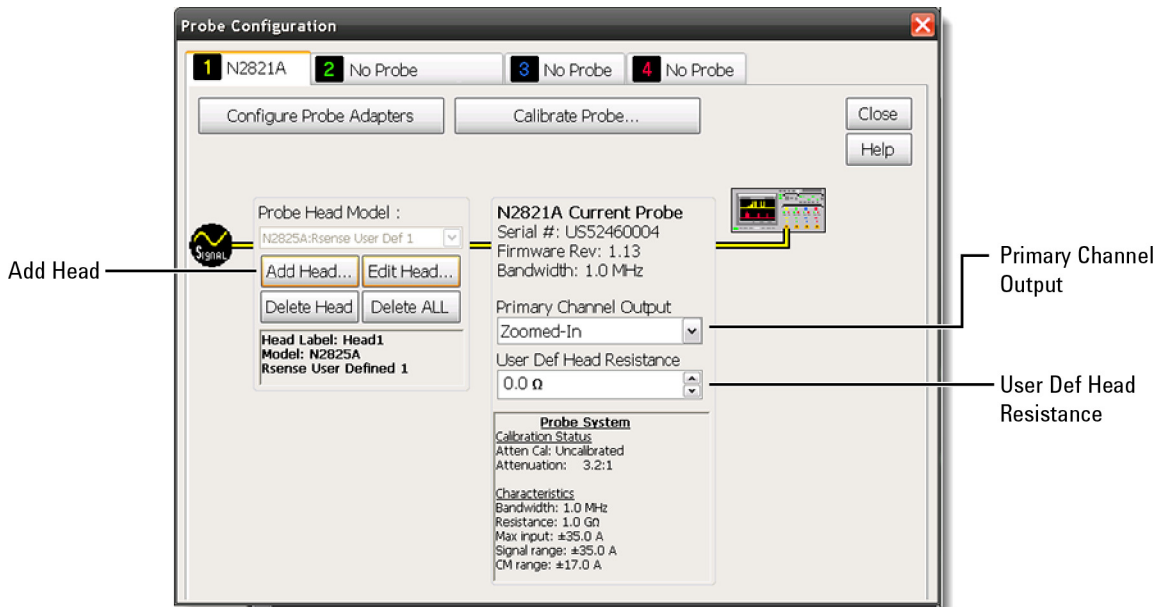 Probe Configuration
1 N2821A
2 No Probe
3 No Probe
4 No Probe
Configure Probe Adapters
Calibrate Probe...
Close
Help
Signal
Probe Head Model :
N2825A:Rsense User Def 1
Add Head...
Edit Head...
Delete Head
Delete ALL
Head Label: Head1
Model: N2825A
Rsense User Defined 1
N2821A Current Probe
Serial #: US52460004
Firmware Rev: 1.13
Bandwidth: 1.0 MHz
Primary Channel Output
Zoomed-In
User Def Head Resistance
0.0 Ω
Probe System
Calibration Status
Atten Cal: Uncalibrated
Attenuation: 3.2:1
Characteristics
Bandwidth: 1.0 MHz
Resistance: 1.0 GΩ
Max input: ±35.0 A
Signal range: ±35.0 A
CM range: ±17.0 A
Add Head
Primary Channel
Output
User Def Head
Resistance